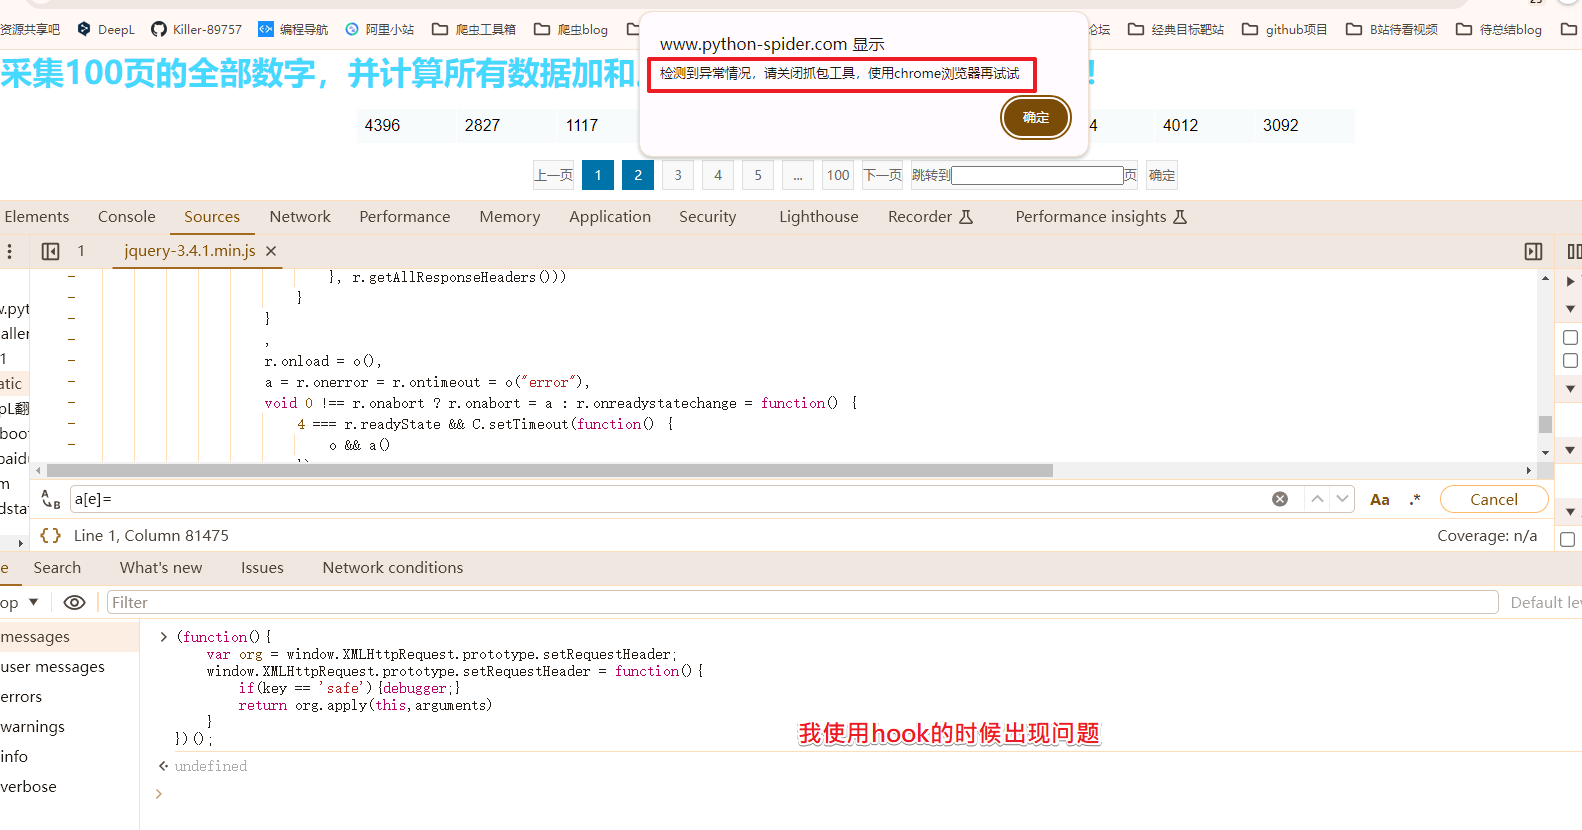 资源共享吧 DeepL Killer-89757 编程导航 阿里小站 爬虫工具箱 爬虫blog 论坛 经典目标靶站 github项目 B站待看视频 待总结blog
www.python-spider.com 显示
检测到异常情况，请关闭抓包工具，使用chrome浏览器再试试
确定
采集100页的全部数字，并计算所有数据加和 !
4396 2827 1117 4 4012 3092
上一页 1 2 3 4 5 ... 100 下一页 跳转到 页 确定
Elements Console Sources Network Performance Memory Application Security Lighthouse Recorder Performance insights
1 jquery-3.4.1.min.js
}, r.getAllResponseHeaders()))
}
}
,
r.onload = o(),
a = r.onerror = r.ontimeout = o("error"),
void 0 !== r.onabort ? r.onabort = a : r.onreadystatechange = function() {
4 === r.readyState && C.setTimeout(function() {
o && a()
a[e]=
Aa .* Cancel
{} Line 1, Column 81475 Coverage: n/a
e Search What's new Issues Network conditions
op Filter Default le
messages
user messages
errors
warnings
info
verbose
(function(){
var org = window.XMLHttpRequest.prototype.setRequestHeader;
window.XMLHttpRequest.prototype.setRequestHeader = function(){
if(key == 'safe'){debugger;}
return org.apply(this,arguments)
}
})();
我使用hook的时候出现问题
undefined